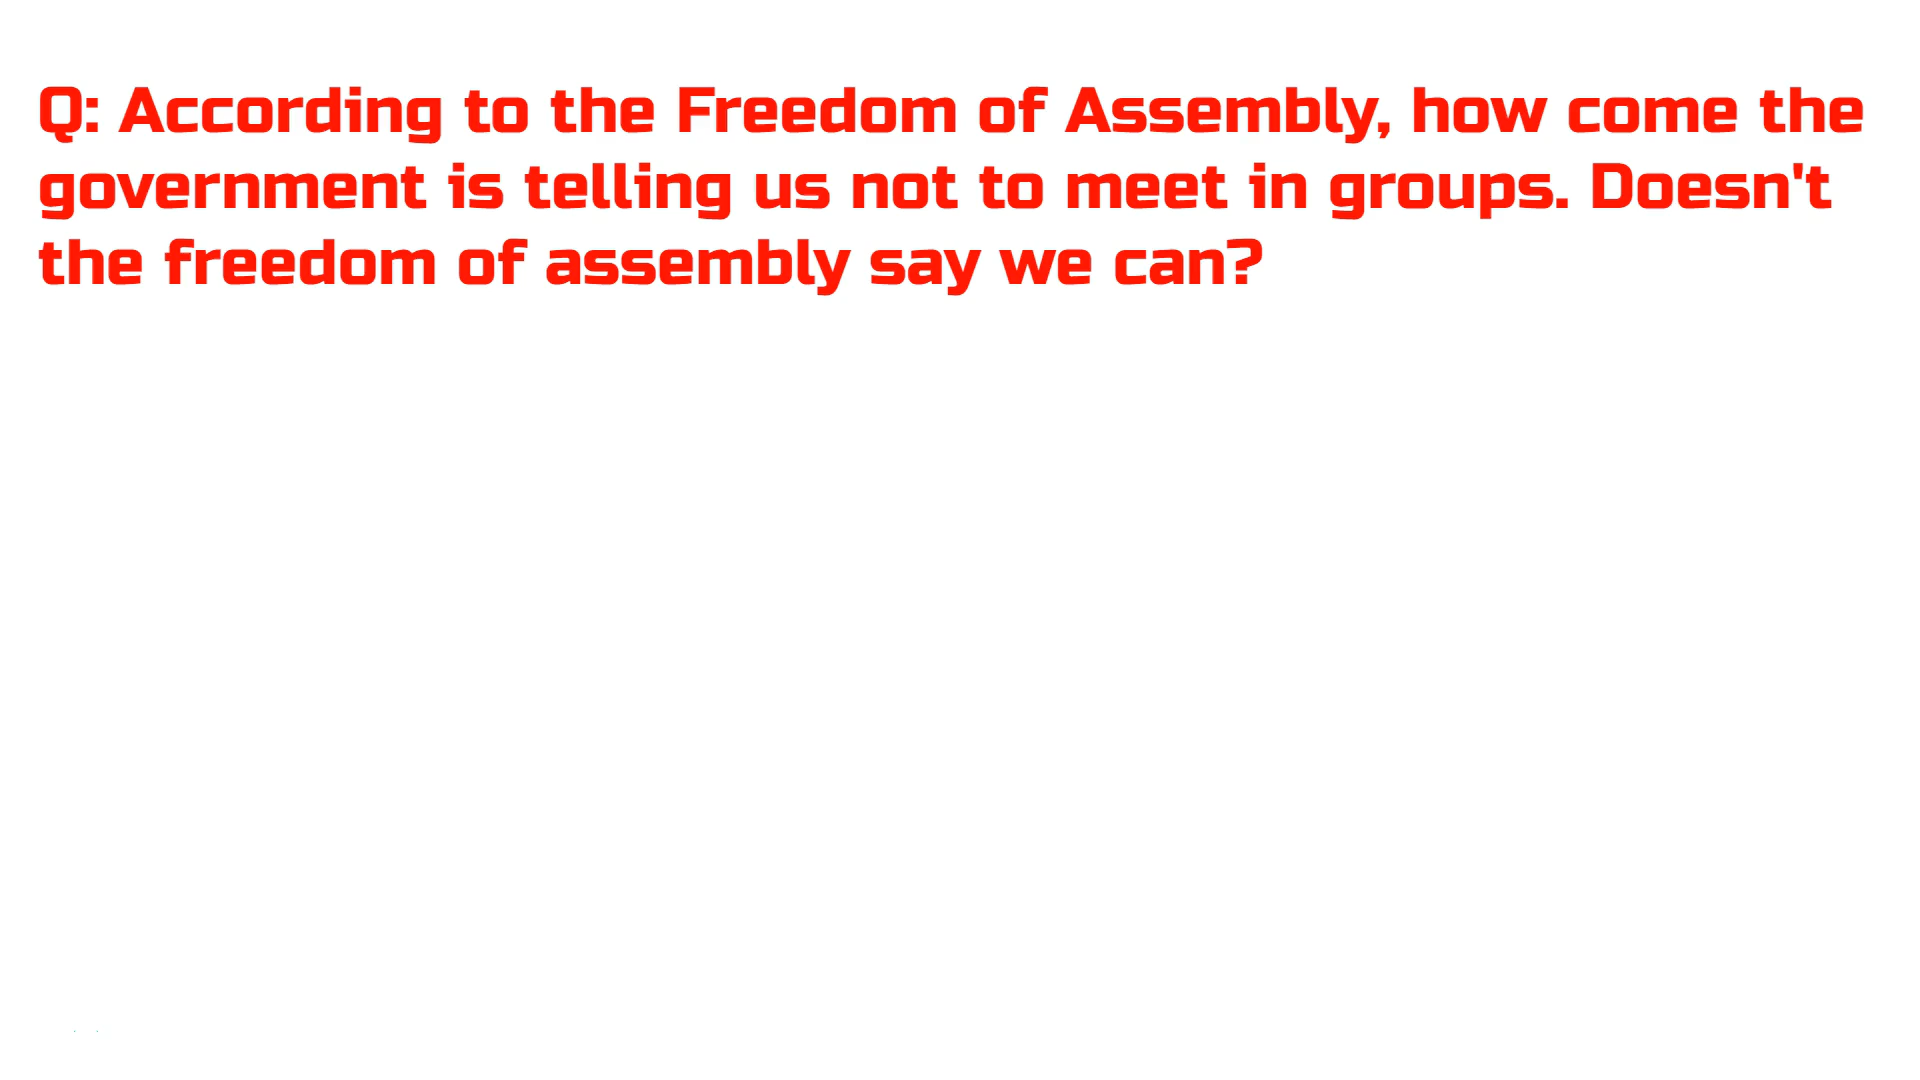 Q: According to the Freedom of Assembly, how come the
government is telling us not to meet in groups. Doesn't
the freedom of assembly say we can?